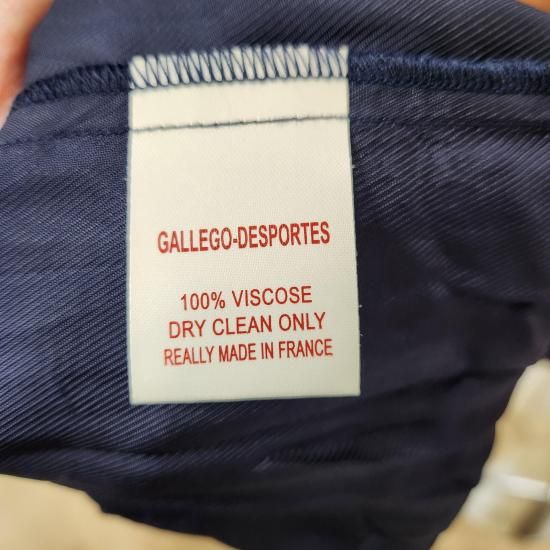 GALLEGO-DESPORTES
100% VISCOSE
DRY CLEAN ONLY
REALLY MADE IN FRANCE